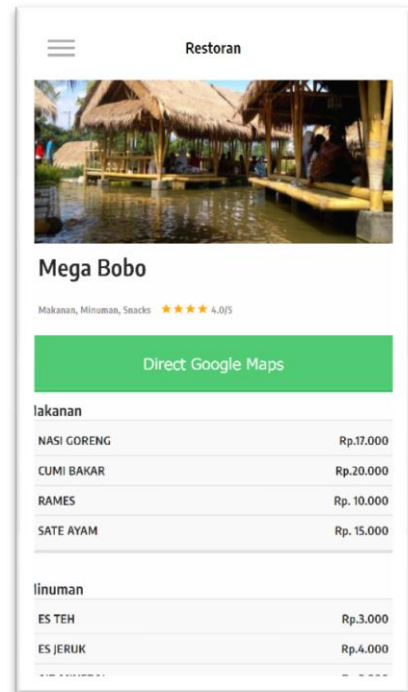 Restoran
Mega Bobo
Makanan, Minuman, Snacks 4.0/5
Direct Google Maps
lakanan
NASI GORENG Rp.17.000
CUMI BAKAR Rp.20.000
RAMES Rp. 10.000
SATE AYAM Rp. 15.000
linuman
ES TEH Rp.3.000
ES JERUK Rp.4.000